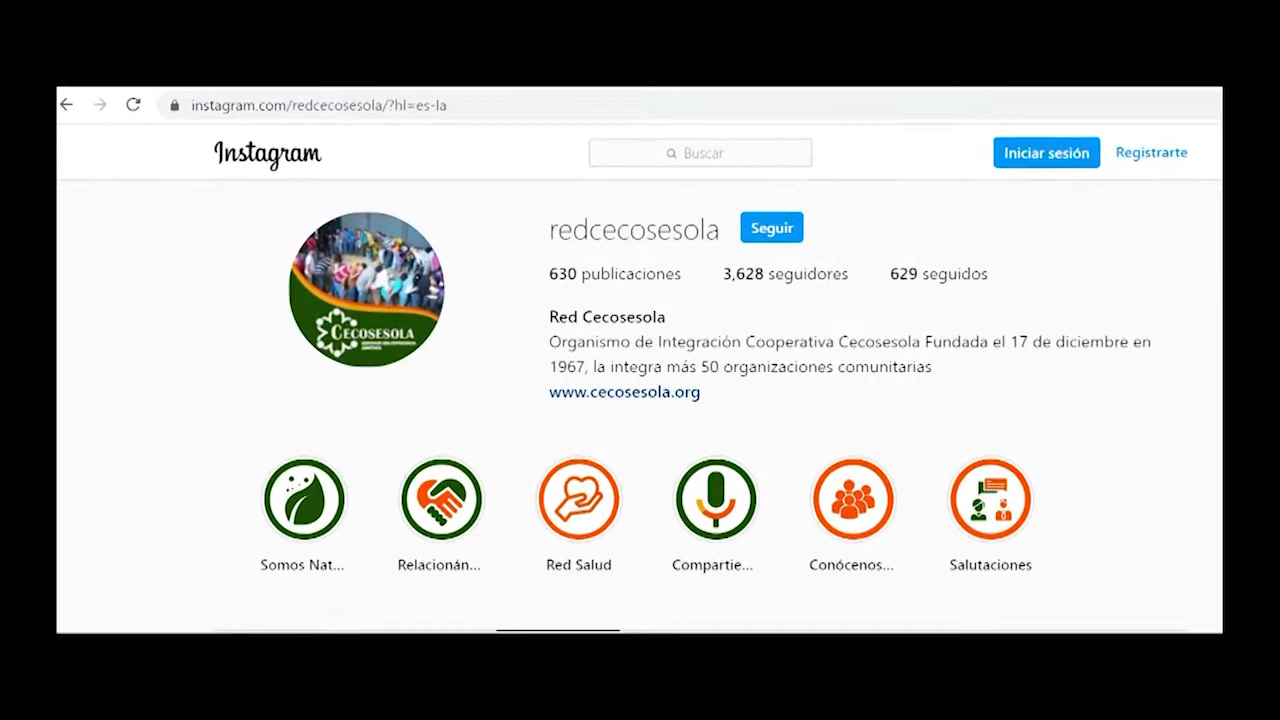 instagram.com/redcecosesola/?hl=es-la
Instagram
Buscar
Iniciar sesión
Registrarte
redcecosesola
Seguir
630 publicaciones
3,628 seguidores
629 seguidos
Red Cecosesola
Organismo de Integración Cooperativa Cecosesola Fundada el 17 de diciembre en
1967, la integra más 50 organizaciones comunitarias
www.cecosesola.org
CECOSESOLA
Somos Nat...
Relacionán...
Red Salud
Compartie...
Conócenos...
Salutaciones